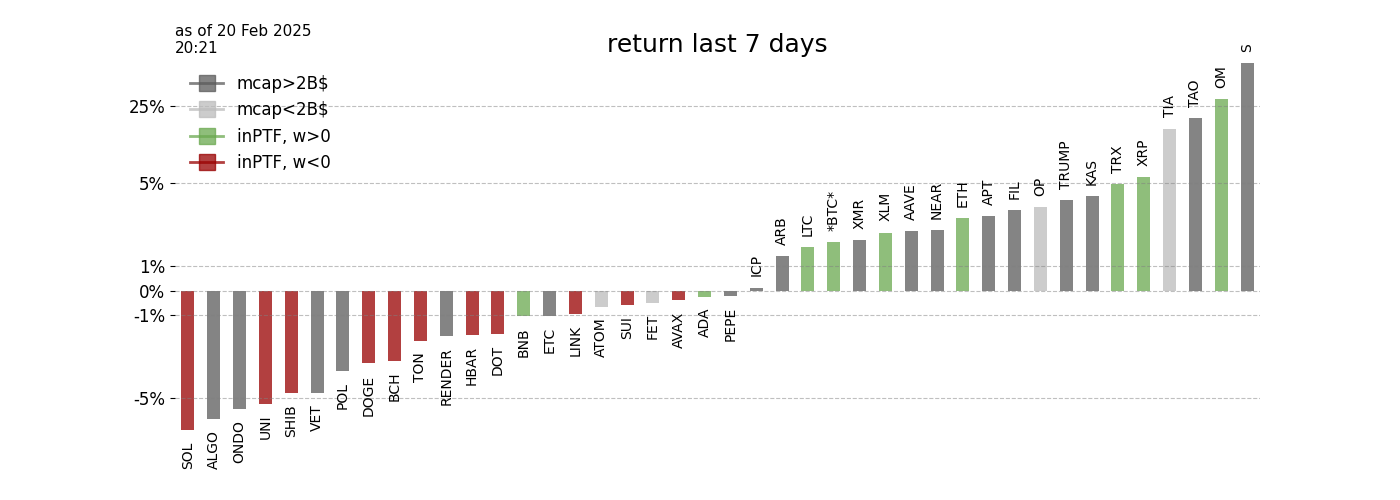 as of 20 Feb 2025
20:21
return last 7 days
mcap>2B$
mcap<2B$
inPTF, w>0
inPTF, w<0
25%
5%
1%
0%
-1%
-5%
SOL
ALGO
ONDO
UNI
SHIB
VET
POL
DOGE
BCH
TON
RENDER
HBAR
DOT
BNB
ETC
LINK
ATOM
SUI
FET
AVAX
ADA
PEPE
ICP
ARB
LTC
*BTC*
XMR
XLM
AAVE
NEAR
ETH
APT
FIL
OP
TRUMP
KAS
TRX
XRP
TIA
TAO
OM
S